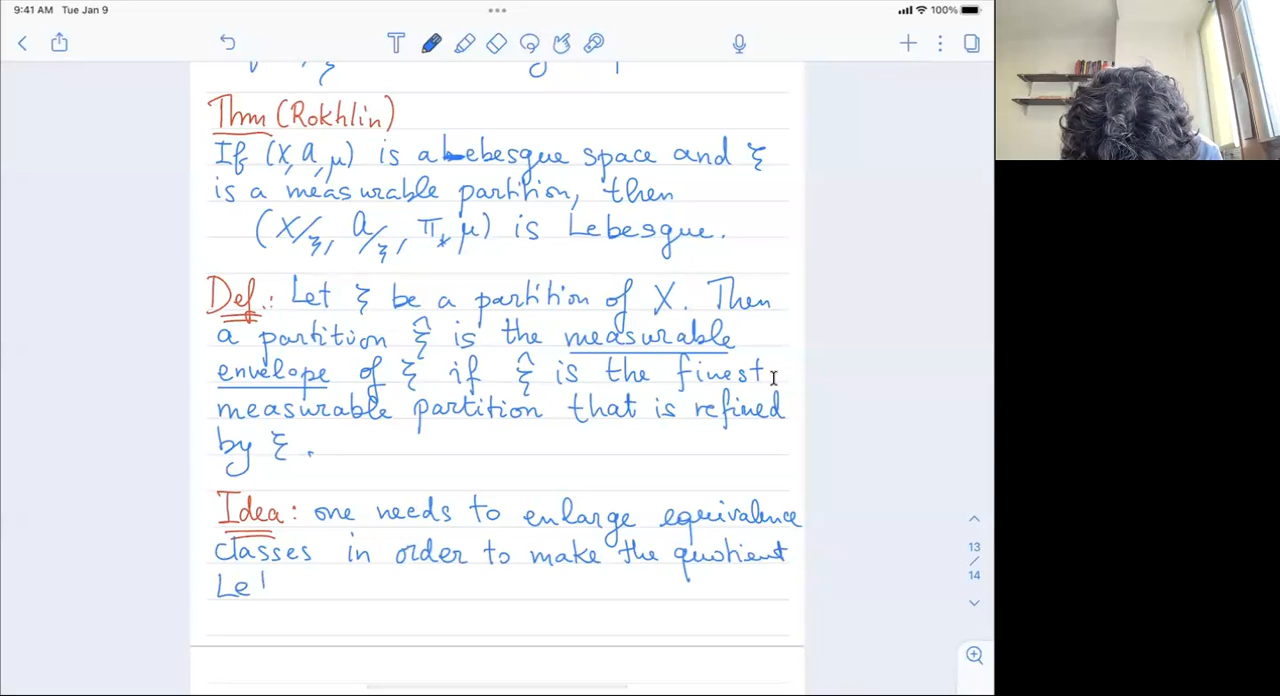 9:41 AM Tue Jan 9
100%
Thm (Rokhlin)
If (X, a, μ) is a Lebesgue space and ξ
is a measurable partition, then
(X/ξ, a/ξ, π_* μ) is Lebesgue.
Def.: Let ξ be a partition of X. Then
a partition ξ̂ is the measurable
envelope of ξ if ξ̂ is the finest
measurable partition that is refined
by ξ.
Idea: one needs to enlarge equivalence
classes in order to make the quotient
Le
13
/
14